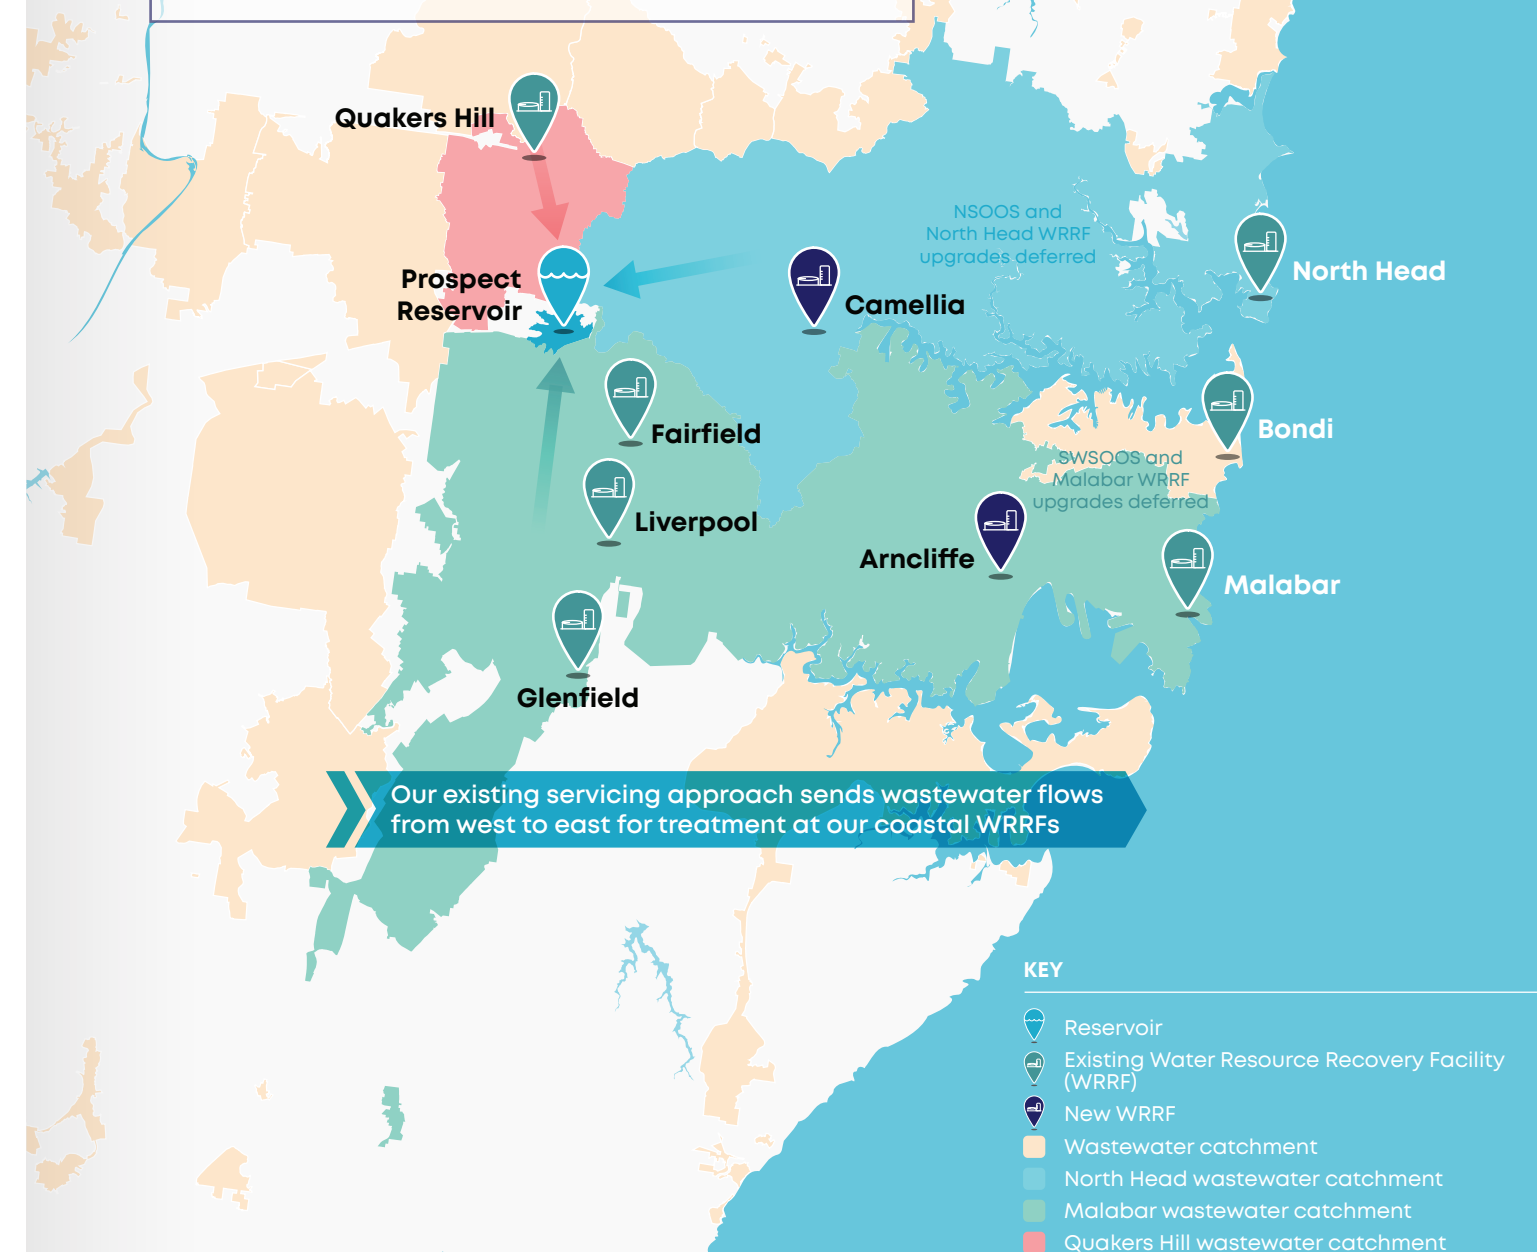 Quakers Hill
NSOOS and
North Head WRRF
upgrades deferred
North Head
Prospect
Reservoir
Camellia
Fairfield
Bondi
SWSOOS and
Malabar WRRF
upgrades deferred
Liverpool
Arncliffe
Malabar
Glenfield
Our existing servicing approach sends wastewater flows
from west to east for treatment at our coastal WRRFs
KEY
Reservoir
Existing Water Resource Recovery Facility
(WRRF)
New WRRF
Wastewater catchment
North Head wastewater catchment
Malabar wastewater catchment
Quakers Hill wastewater catchment